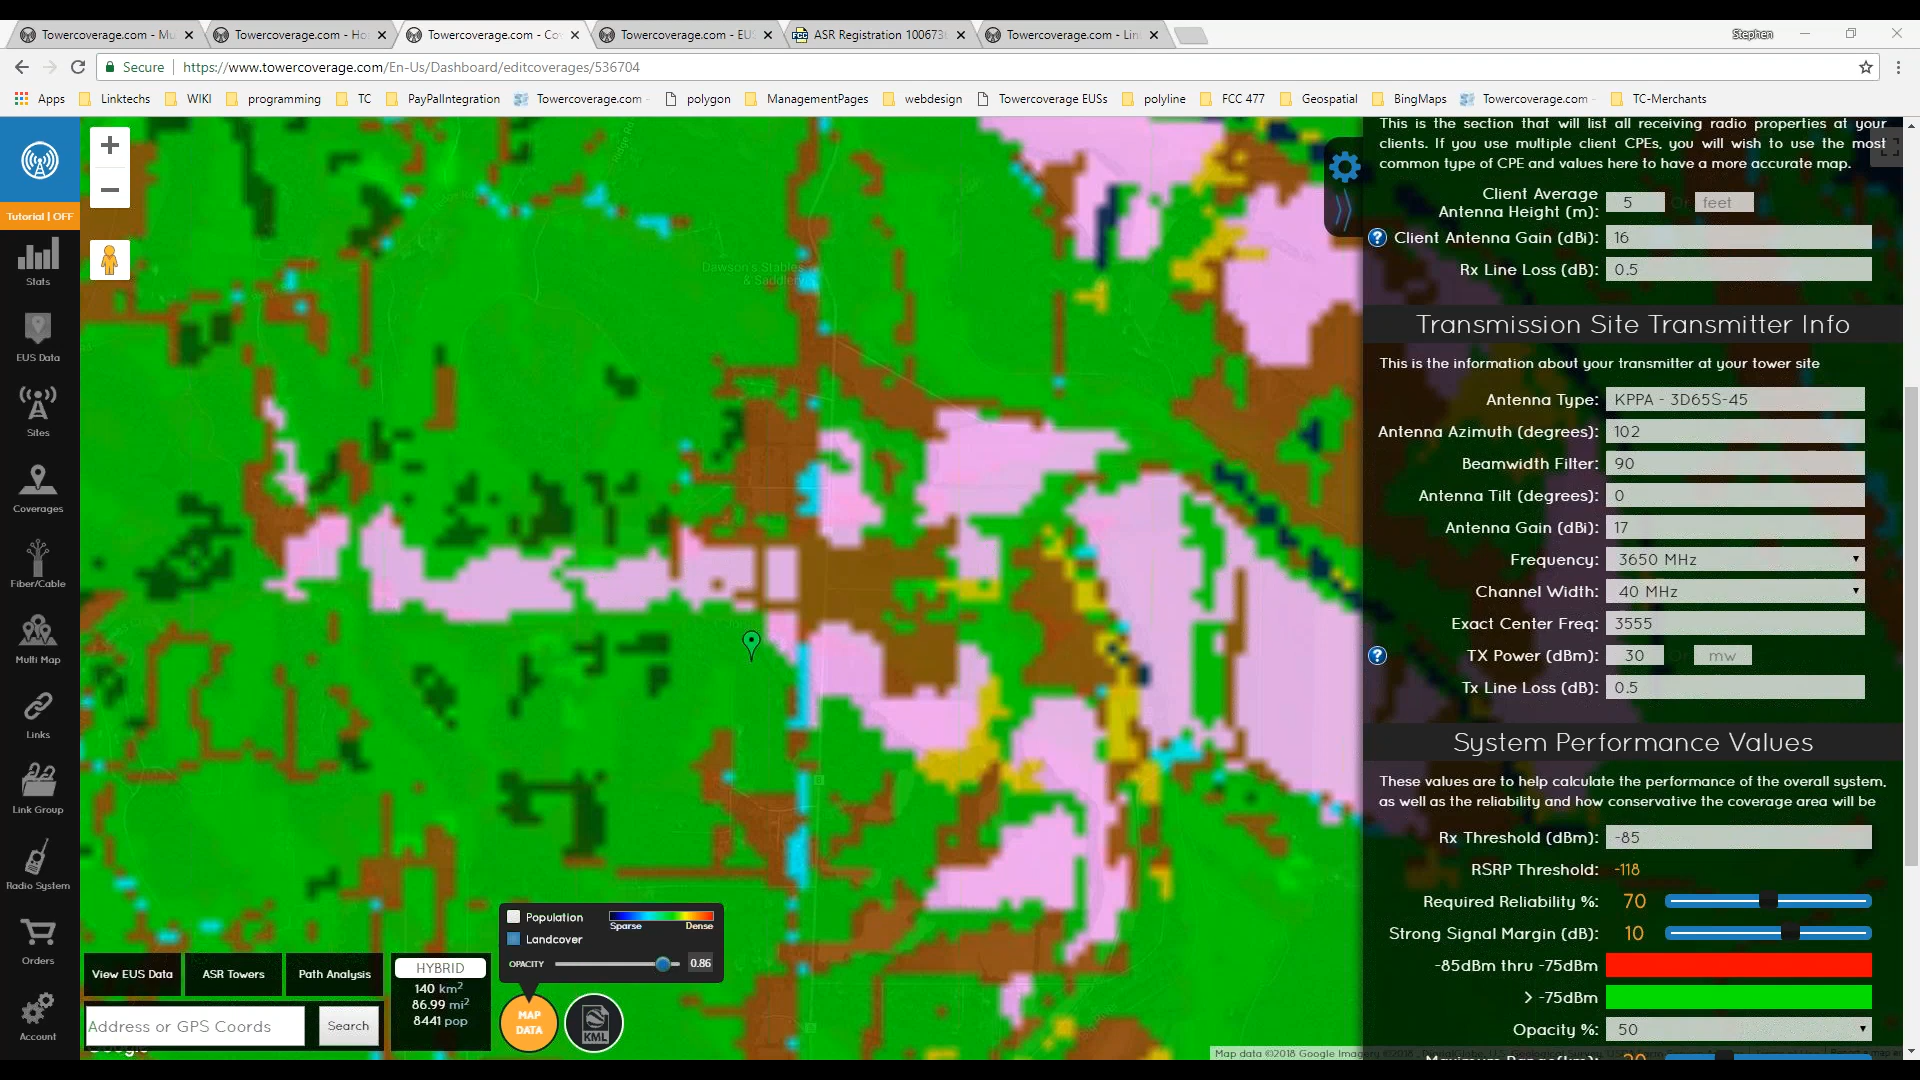 Towercoverage.com - Mu
Towercoverage.com - Ho
Towercoverage.com - Co
Towercoverage.com - EU
FCC
ASR Registration 100673
Towercoverage.com - Lin
Stephen
Secure
https://www.towercoverage.com/En-Us/Dashboard/editcoverages/536704
Apps
Linktechs
WIKI
programming
TC
PayPalIntegration
Towercoverage.com -
polygon
ManagementPages
webdesign
Towercoverage EUSs
polyline
FCC 477
Geospatial
BingMaps
Towercoverage.com -
TC-Merchants
Tutorial | OFF
Stats
EUS Data
Sites
Coverages
Fiber/Cable
Multi Map
Links
Link Group
Radio System
Orders
Account
Dawson's Stables
& Saddlery
This is the section that will list all receiving radio properties at your
clients. If you use multiple client CPEs, you will wish to use the most
common type of CPE and values here to have a more accurate map.
Client Average
Antenna Height (m): 5 Or feet
Client Antenna Gain (dBi): 16
Rx Line Loss (dB): 0.5
Transmission Site Transmitter Info
This is the information about your transmitter at your tower site
Antenna Type: KPPA - 3D65S-45
Antenna Azimuth (degrees): 102
Beamwidth Filter: 90
Antenna Tilt (degrees): 0
Antenna Gain (dBi): 17
Frequency: 3650 MHz
Channel Width: 40 MHz
Exact Center Freq: 3555
TX Power (dBm): 30 Or mw
Tx Line Loss (dB): 0.5
System Performance Values
These values are to help calculate the performance of the overall system,
as well as the reliability and how conservative the coverage area will be
Rx Threshold (dBm): -85
RSRP Threshold: -118
Required Reliability %: 70
Strong Signal Margin (dB): 10
-85dBm thru -75dBm
> -75dBm
Opacity %: 50
Population
Sparse
Dense
Landcover
OPACITY
0.86
View EUS Data
ASR Towers
Path Analysis
HYBRID
140 km²
86.99 mi²
8441 pop
Address or GPS Coords
Search
MAP
DATA
KML
Google
Map data ©2018 Google Imagery ©2018